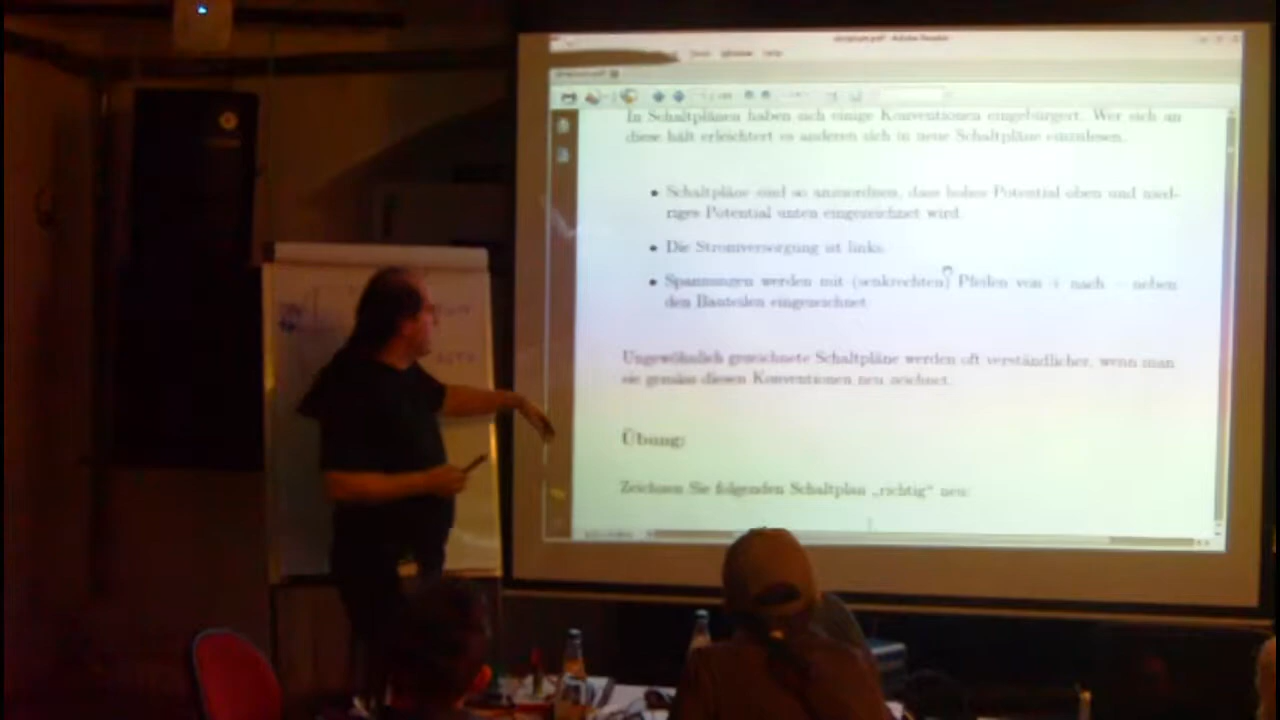 Adobe Reader
In Schaltplänen haben sich einige Konventionen eingebürgert. Wer sich an
diese hält erleichtert es anderen sich in neue Schaltpläne einzulesen.
• Schaltpläne sind so anzuordnen, dass hohes Potential oben und nied-
riges Potential unten eingezeichnet wird.
• Die Stromversorgung ist links.
• Spannungen werden mit (senkrechten) Pfeilen von + nach − neben
den Bauteilen eingezeichnet
Ungewöhnlich gezeichnete Schaltpläne werden oft verständlicher, wenn man
sie gemäss diesen Konventionen neu zeichnet.
Übung:
Zeichnen Sie folgenden Schaltplan „richtig“ neu: